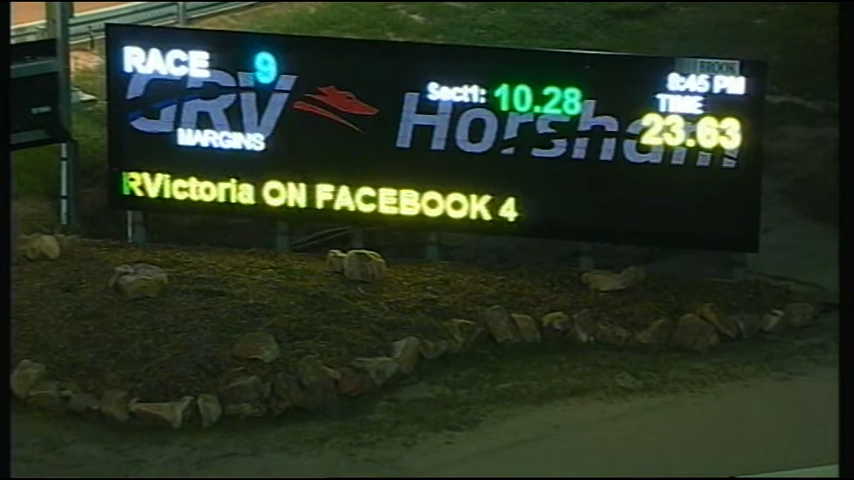 RACE 9
GRV
MARGINS
Horsham
Sect1: 10.28
8:45 PM
TIME
23.63
RVictoria ON FACEBOOK 4